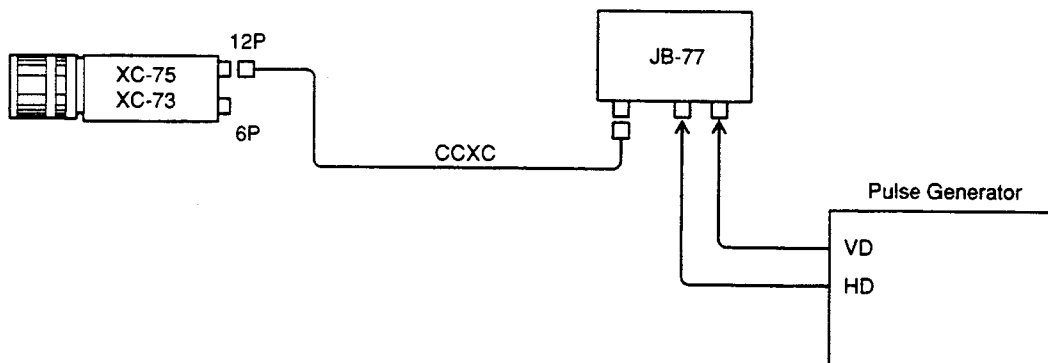 12P
XC-75
XC-73
6P
CCXC
JB-77
Pulse Generator
VD
HD